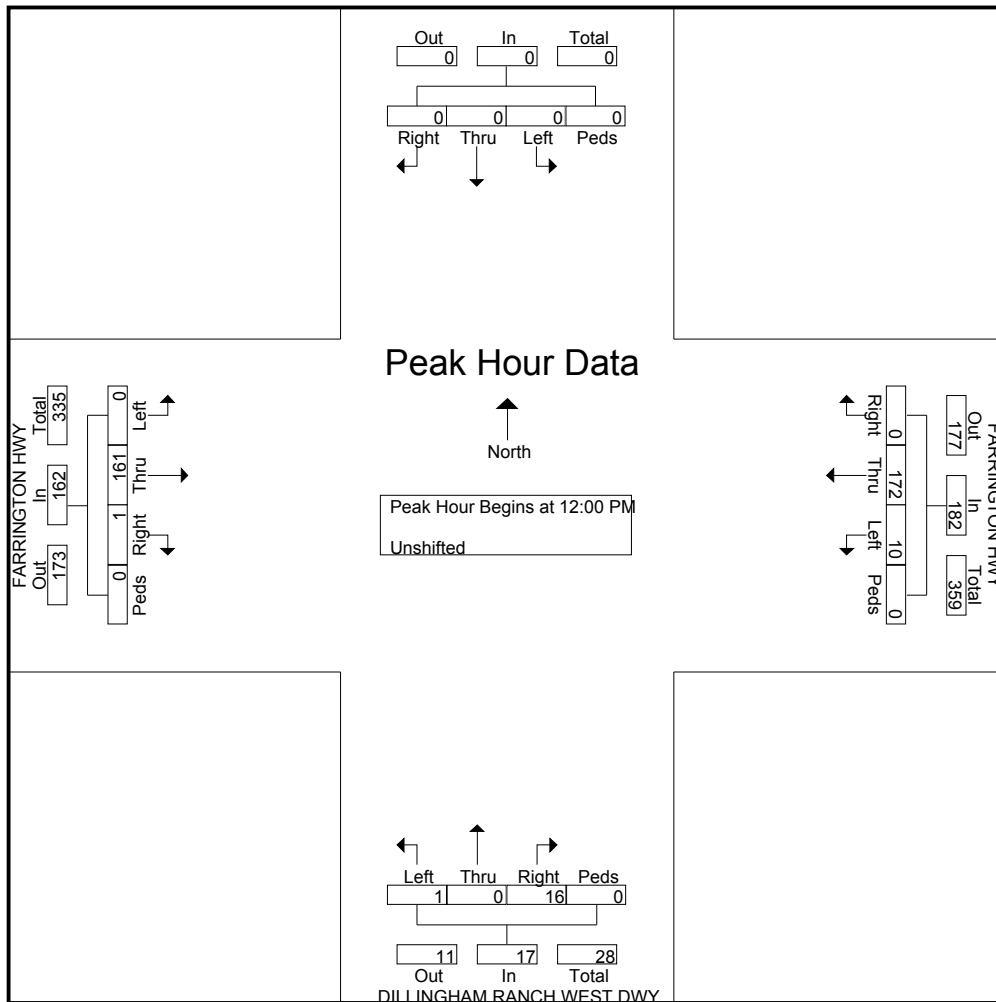 Out In Total
0 0 0
0 0 0 0
Right Thru Left Peds
Peak Hour Data
North
Peak Hour Begins at 12:00 PM
Unshifted
FARRINGTON HWY
Out In Total
173 162 335
0 1 161 0
Peds Right Thru Left
FARRINGTON HWY
Out In Total
177 182 359
0 172 10 0
Right Thru Left Peds
Left Thru Right Peds
1 0 16 0
11 17 28
Out In Total
DILLINGHAM RANCH WEST DWY